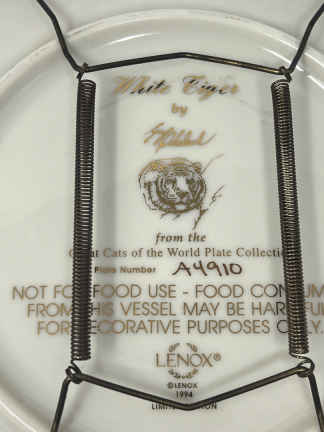 White Tiger
by
from the
Great Cats of the World Plate Collection
Plate Number A4910
NOT FOR FOOD USE - FOOD CONSUM
FROM THIS VESSEL MAY BE HARMFUL
FOR DECORATIVE PURPOSES ONLY.
LENOX®
©LENOX
1994
LIMITED EDITION